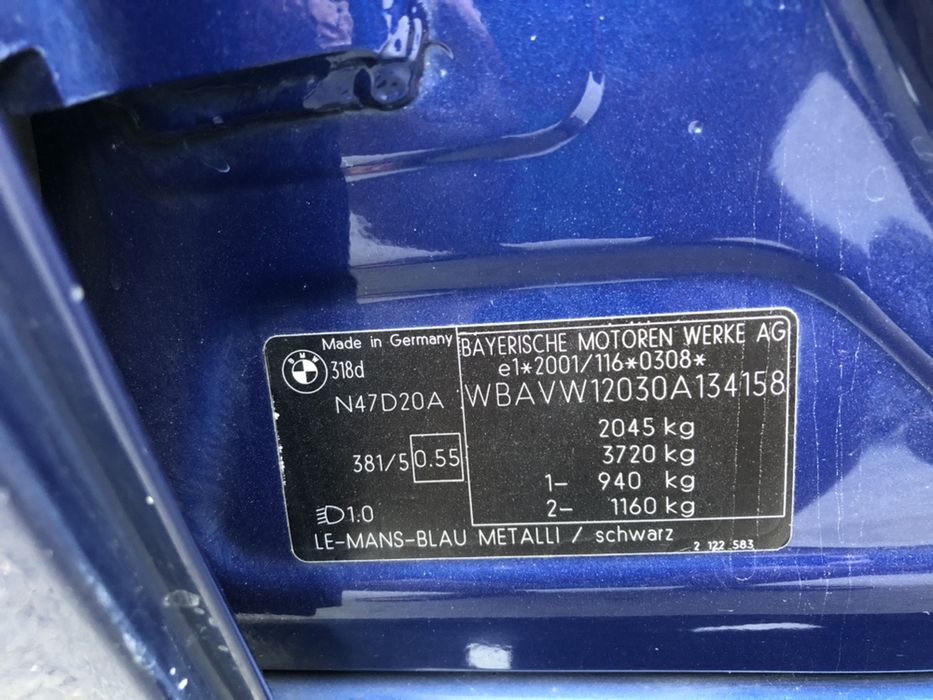 Made in Germany
BMW
318d
N47D20A
381/5 0.55
1.0
BAYERISCHE MOTOREN WERKE AG
e1*2001/116*0308*
WBAVW12030A134158
2045 kg
3720 kg
1- 940 kg
2- 1160 kg
LE-MANS-BLAU METALLI / schwarz
2 122 583